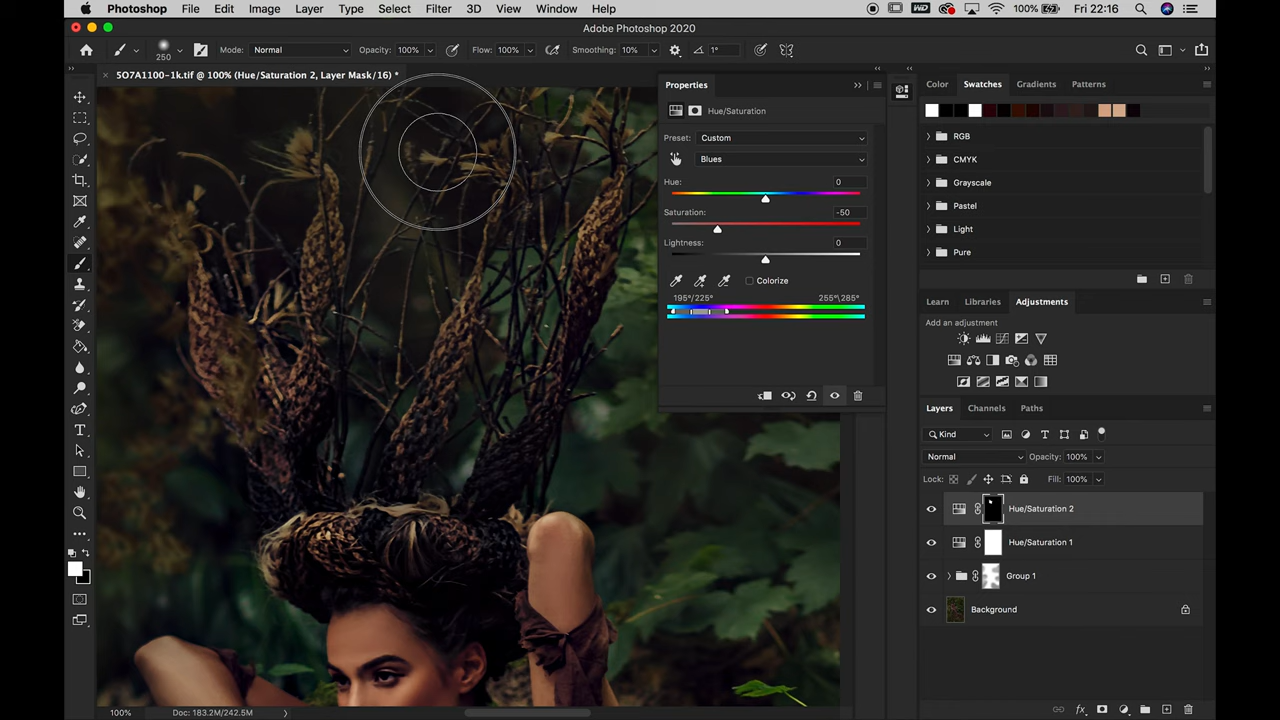 Photoshop File Edit Image Layer Type Select Filter 3D View Window Help 100% Fri 22:16
Adobe Photoshop 2020
250 Mode: Normal Opacity: 100% Flow: 100% Smoothing: 10% 1°
5O7A1100-1k.tif @ 100% (Hue/Saturation 2, Layer Mask/16) *
Properties
Hue/Saturation
Preset: Custom
Blues
Hue: 0
Saturation: -50
Lightness: 0
Colorize
195°/225° 255°\285°
Color Swatches Gradients Patterns
RGB
CMYK
Grayscale
Pastel
Light
Pure
Learn Libraries Adjustments
Add an adjustment
Layers Channels Paths
Kind
Normal Opacity: 100%
Lock: Fill: 100%
Hue/Saturation 2
Hue/Saturation 1
Group 1
Background
100% Doc: 183.2M/242.5M